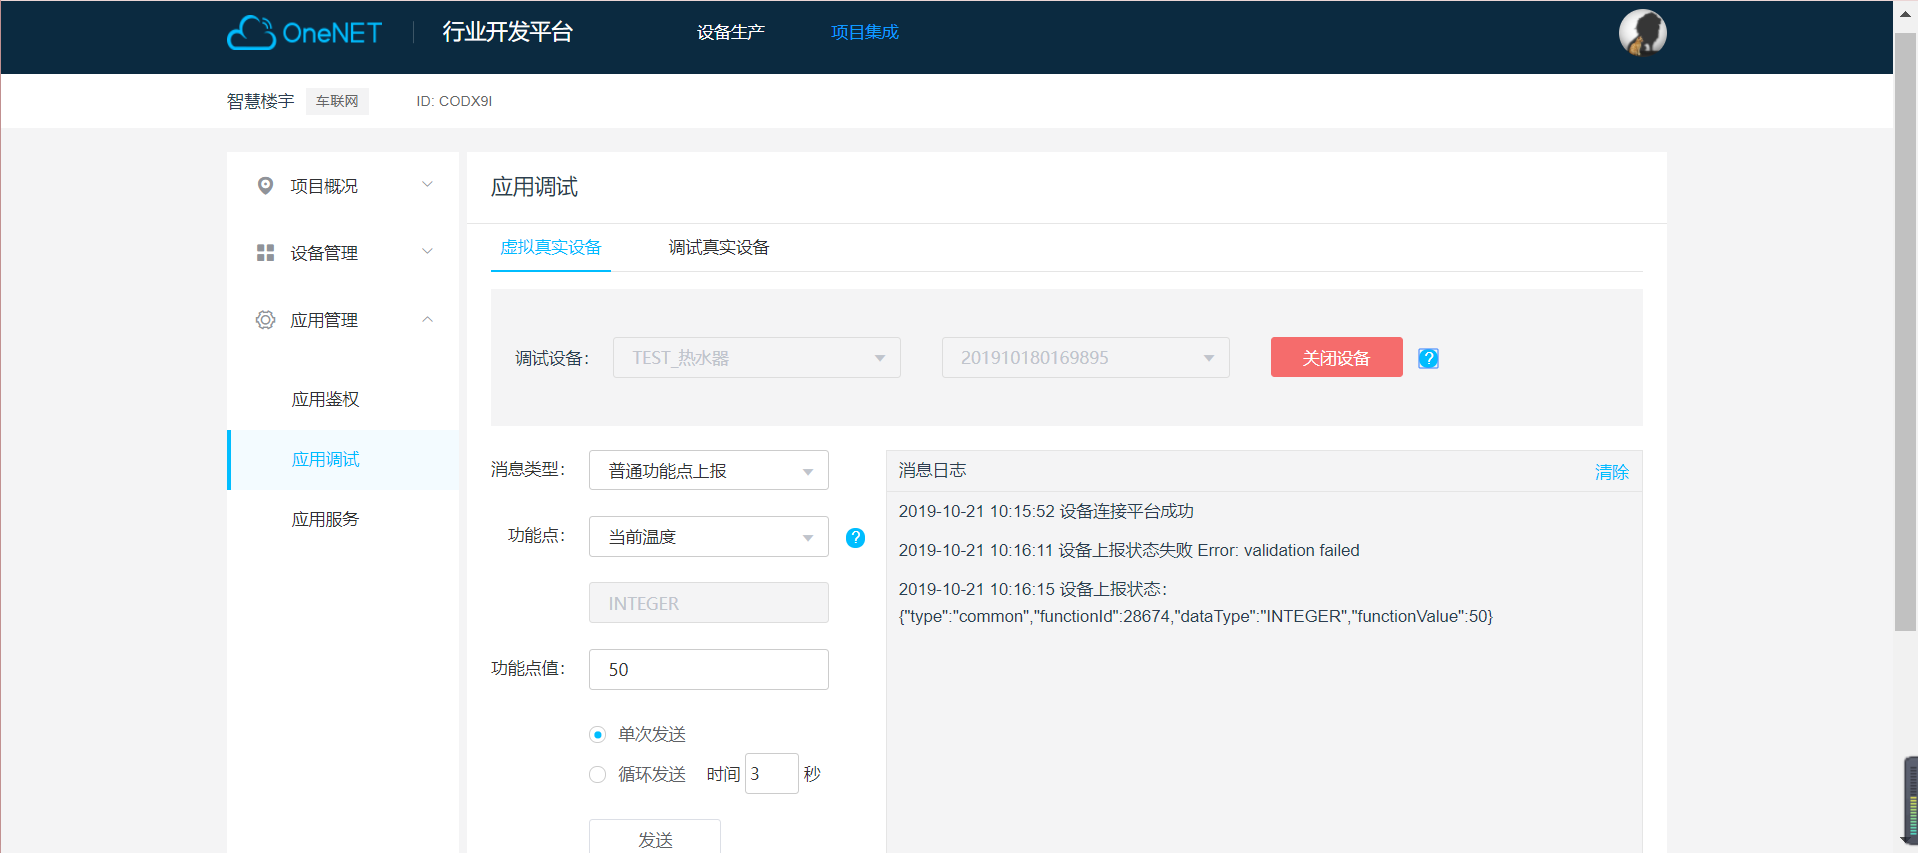 OneNET 行业开发平台 设备生产 项目集成
智慧楼宇 车联网 ID: CODX9I
项目概况
设备管理
应用管理
应用鉴权
应用调试
应用服务
应用调试
虚拟真实设备 调试真实设备
调试设备： TEST_热水器 201910180169895 关闭设备 ?
消息类型： 普通功能点上报
功能点： 当前温度 ?
INTEGER
功能点值： 50
单次发送
循环发送 时间 3 秒
发送
消息日志 清除
2019-10-21 10:15:52 设备连接平台成功
2019-10-21 10:16:11 设备上报状态失败 Error: validation failed
2019-10-21 10:16:15 设备上报状态：
{"type":"common","functionId":28674,"dataType":"INTEGER","functionValue":50}